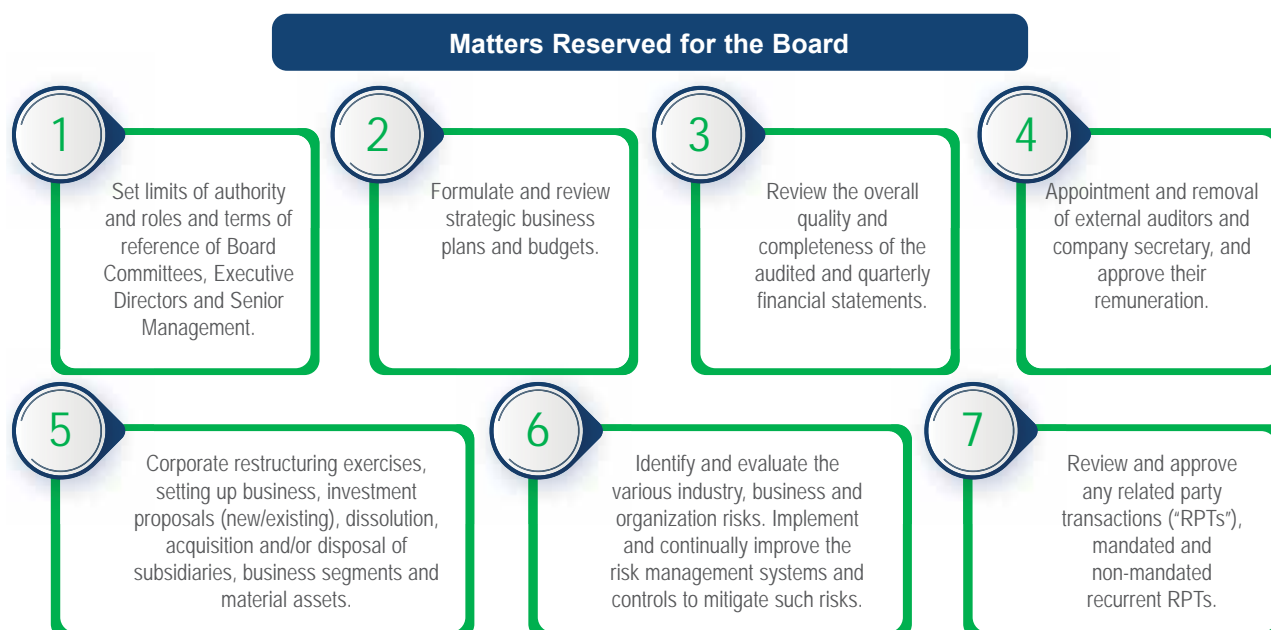 Matters Reserved for the Board
1
Set limits of authority
and roles and terms of
reference of Board
Committees, Executive
Directors and Senior
Management.
2
Formulate and review
strategic business
plans and budgets.
3
Review the overall
quality and
completeness of the
audited and quarterly
financial statements.
4
Appointment and removal
of external auditors and
company secretary, and
approve their
remuneration.
5
Corporate restructuring exercises,
setting up business, investment
proposals (new/existing), dissolution,
acquisition and/or disposal of
subsidiaries, business segments and
material assets.
6
Identify and evaluate the
various industry, business and
organization risks. Implement
and continually improve the
risk management systems and
controls to mitigate such risks.
7
Review and approve
any related party
transactions (“RPTs”),
mandated and
non-mandated
recurrent RPTs.